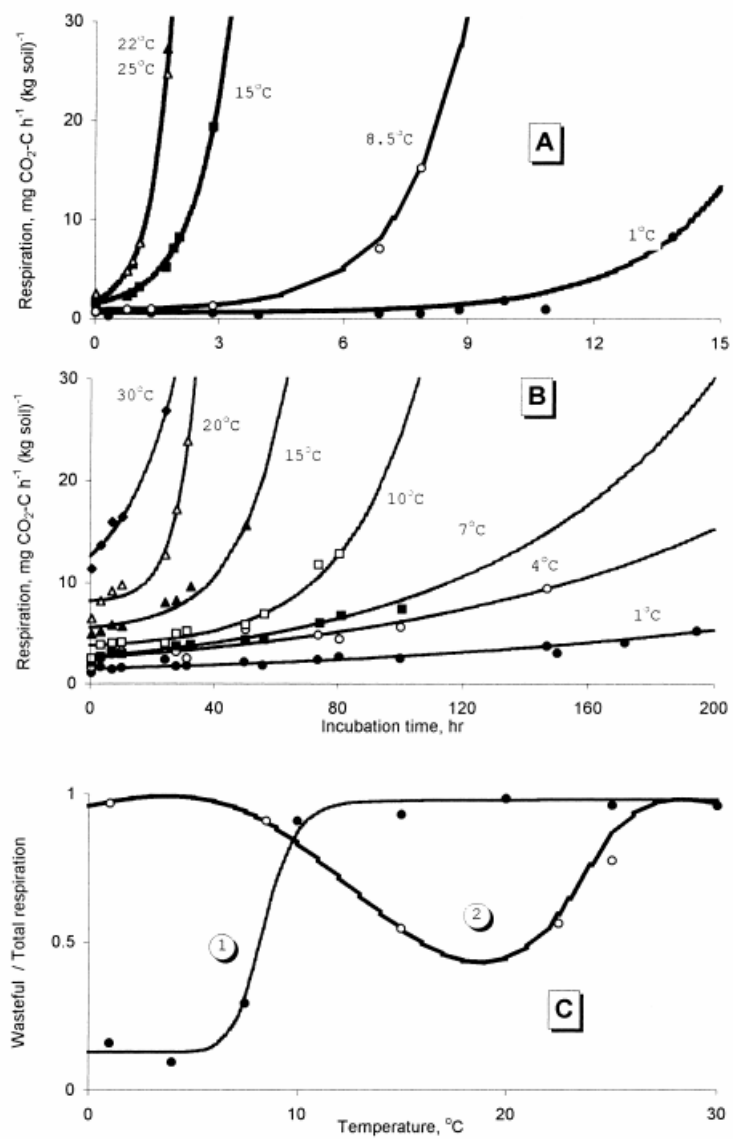 Respiration, mg CO₂-C h⁻¹ (kg soil)⁻¹
30
20
10
0
22°C
25°C
15°C
8.5°C
1°C
A
0
3
6
9
12
15
Respiration, mg CO₂-C h⁻¹ (kg soil)⁻¹
30
20
10
0
30°C
20°C
15°C
10°C
7°C
4°C
1°C
B
0
40
80
120
160
200
Incubation time, hr
Wasteful / Total respiration
1
0.5
0
1
2
C
0
10
20
30
Temperature, °C